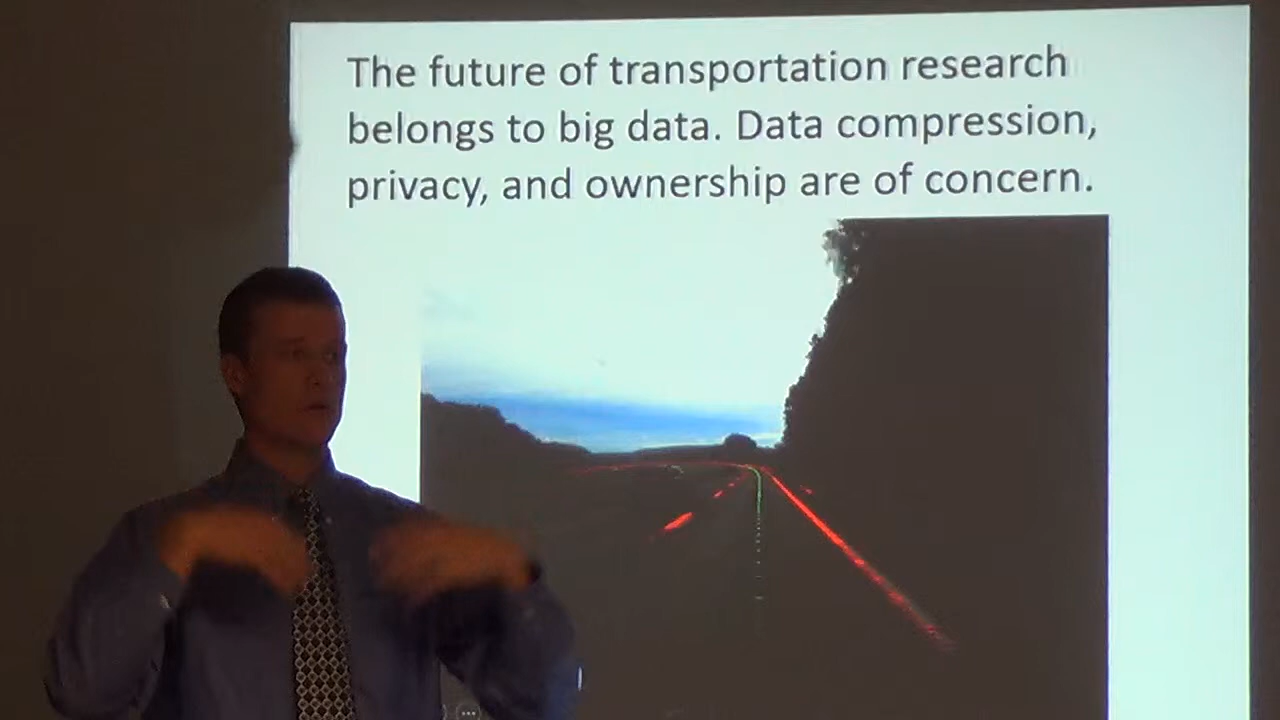 The future of transportation research
belongs to big data. Data compression,
privacy, and ownership are of concern.